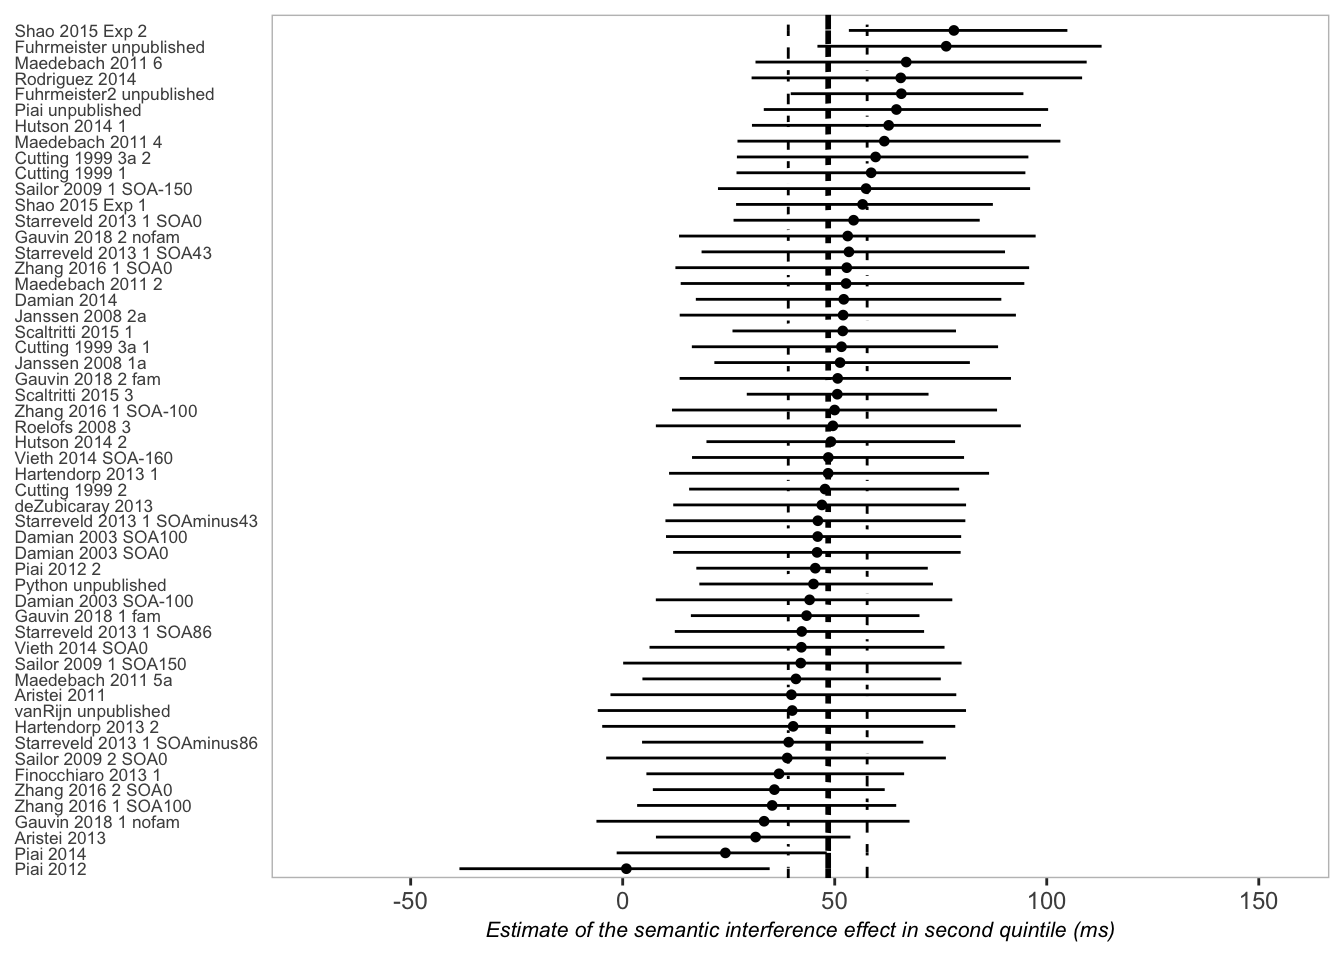 Shao 2015 Exp 2
Fuhrmeister unpublished
Maedebach 2011 6
Rodriguez 2014
Fuhrmeister2 unpublished
Piai unpublished
Hutson 2014 1
Maedebach 2011 4
Cutting 1999 3a 2
Cutting 1999 1
Sailor 2009 1 SOA-150
Shao 2015 Exp 1
Starreveld 2013 1 SOA0
Gauvin 2018 2 nofam
Starreveld 2013 1 SOA43
Zhang 2016 1 SOA0
Maedebach 2011 2
Damian 2014
Janssen 2008 2a
Scaltritti 2015 1
Cutting 1999 3a 1
Janssen 2008 1a
Gauvin 2018 2 fam
Scaltritti 2015 3
Zhang 2016 1 SOA-100
Roelofs 2008 3
Hutson 2014 2
Vieth 2014 SOA-160
Hartendorp 2013 1
Cutting 1999 2
deZubicaray 2013
Starreveld 2013 1 SOAminus43
Damian 2003 SOA100
Damian 2003 SOA0
Piai 2012 2
Python unpublished
Damian 2003 SOA-100
Gauvin 2018 1 fam
Starreveld 2013 1 SOA86
Vieth 2014 SOA0
Sailor 2009 1 SOA150
Maedebach 2011 5a
Aristei 2011
vanRijn unpublished
Hartendorp 2013 2
Starreveld 2013 1 SOAminus86
Sailor 2009 2 SOA0
Finocchiaro 2013 1
Zhang 2016 2 SOA0
Zhang 2016 1 SOA100
Gauvin 2018 1 nofam
Aristei 2013
Piai 2014
Piai 2012
-50 0 50 100 150
Estimate of the semantic interference effect in second quintile (ms)